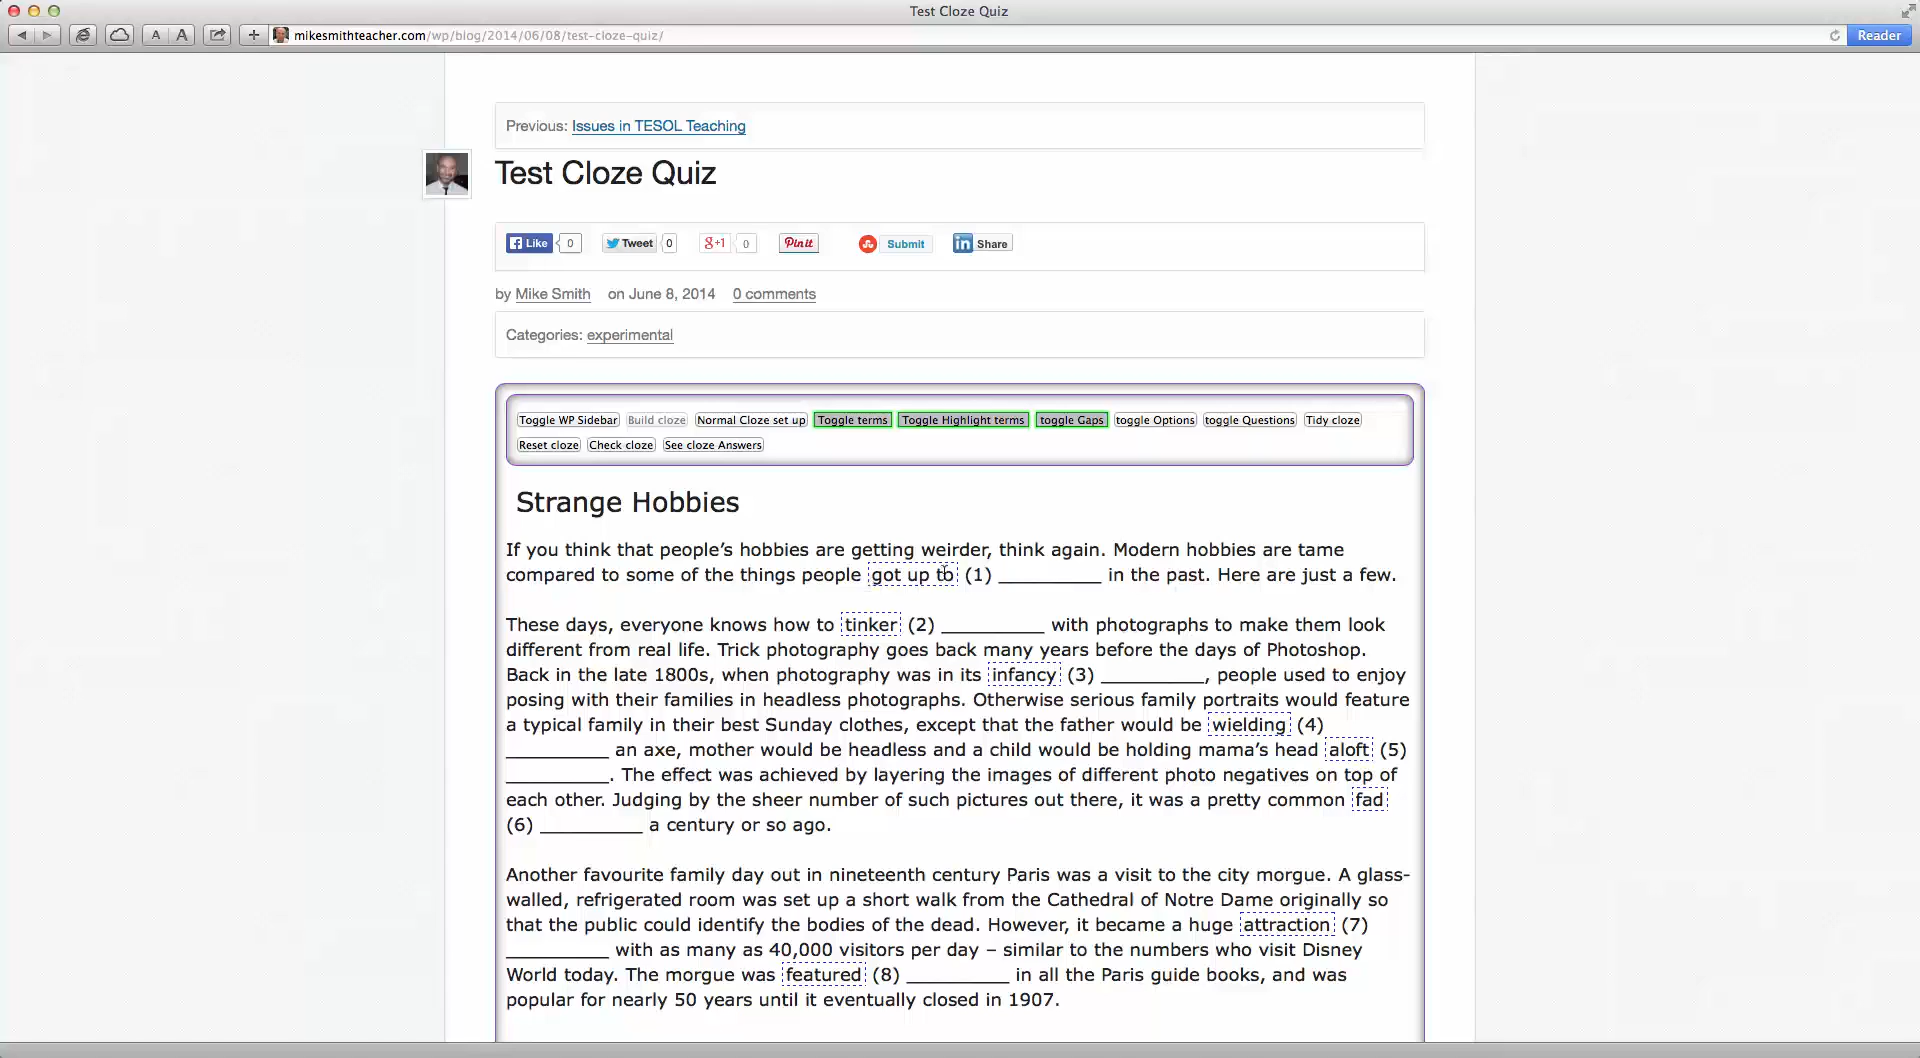 Test Cloze Quiz
A A + mikesmithteacher.com/wp/blog/2014/06/08/test-cloze-quiz/ Reader
Previous: Issues in TESOL Teaching
Test Cloze Quiz
Like 0 Tweet 0 g+1 0 Pin it Submit in Share
by Mike Smith on June 8, 2014 0 comments
Categories: experimental
Toggle WP Sidebar Build cloze Normal Cloze set up Toggle terms Toggle Highlight terms toggle Gaps toggle Options toggle Questions Tidy cloze
Reset cloze Check cloze See cloze Answers
Strange Hobbies
If you think that people’s hobbies are getting weirder, think again. Modern hobbies are tame
compared to some of the things people got up to (1) __________ in the past. Here are just a few.
These days, everyone knows how to tinker (2) __________ with photographs to make them look
different from real life. Trick photography goes back many years before the days of Photoshop.
Back in the late 1800s, when photography was in its infancy (3) __________, people used to enjoy
posing with their families in headless photographs. Otherwise serious family portraits would feature
a typical family in their best Sunday clothes, except that the father would be wielding (4)
__________ an axe, mother would be headless and a child would be holding mama’s head aloft (5)
__________. The effect was achieved by layering the images of different photo negatives on top of
each other. Judging by the sheer number of such pictures out there, it was a pretty common fad
(6) __________ a century or so ago.
Another favourite family day out in nineteenth century Paris was a visit to the city morgue. A glass-
walled, refrigerated room was set up a short walk from the Cathedral of Notre Dame originally so
that the public could identify the bodies of the dead. However, it became a huge attraction (7)
__________ with as many as 40,000 visitors per day – similar to the numbers who visit Disney
World today. The morgue was featured (8) __________ in all the Paris guide books, and was
popular for nearly 50 years until it eventually closed in 1907.